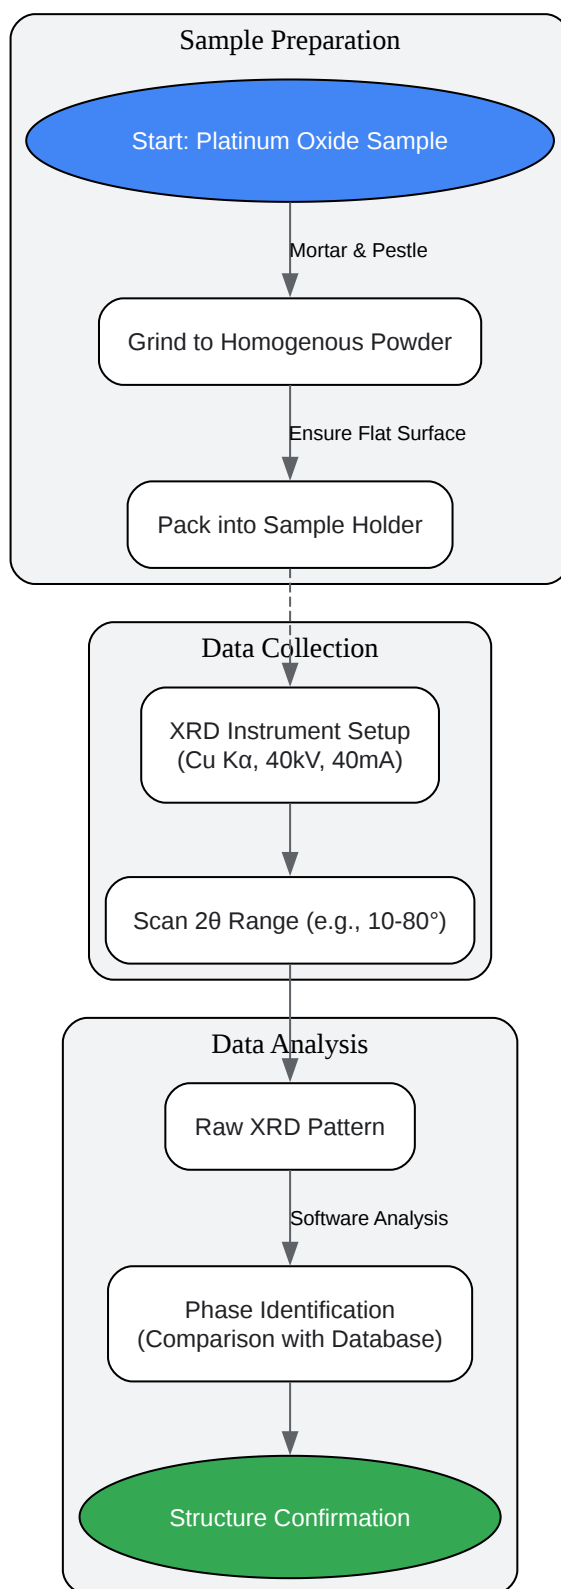 Sample Preparation
Start: Platinum Oxide Sample
Mortar & Pestle
Grind to Homogenous Powder
Ensure Flat Surface
Pack into Sample Holder
Data Collection
XRD Instrument Setup
(Cu Kα, 40kV, 40mA)
Scan 2θ Range (e.g., 10-80°)
Data Analysis
Raw XRD Pattern
Software Analysis
Phase Identification
(Comparison with Database)
Structure Confirmation